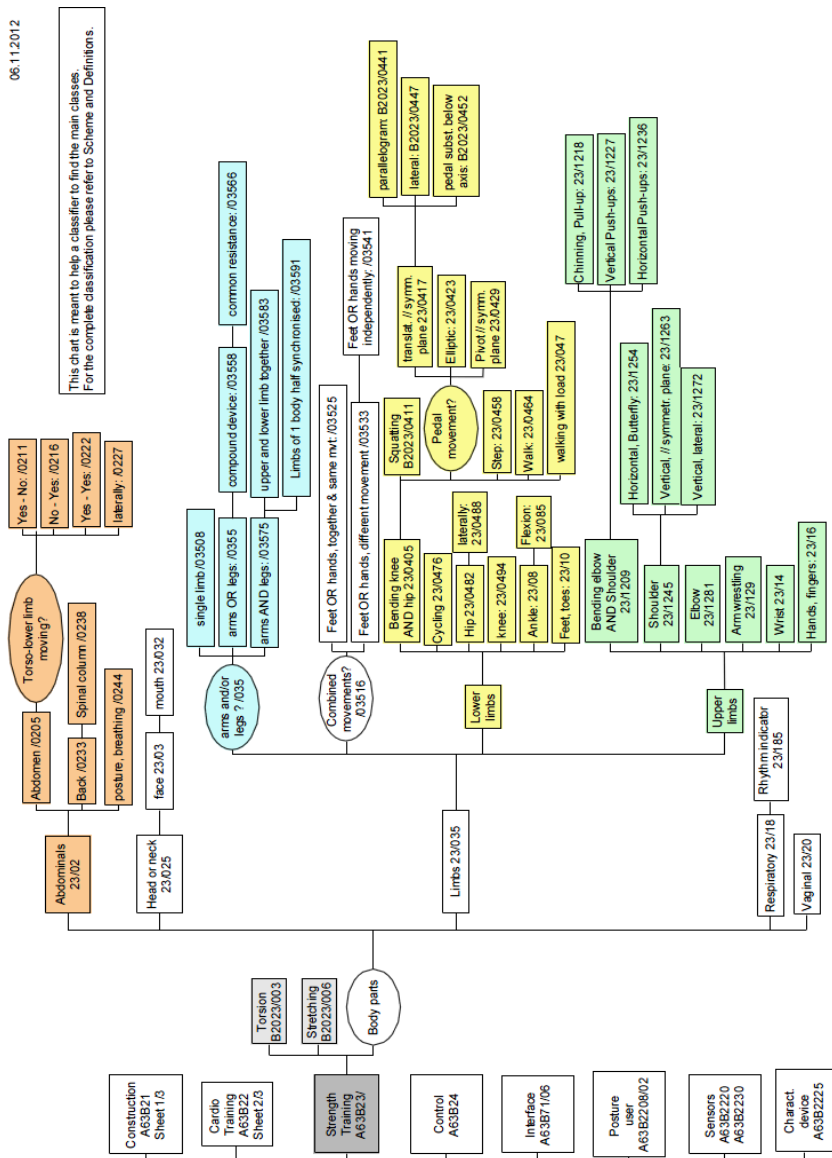 06.11.2012
This chart is meant to help a classifier to find the main classes.
For the complete classification please refer to Scheme and Definitions.
Construction
A63B21
Sheet 1/3
Cardio
Training
A63B22
Sheet 2/3
Strength
Training
A63B23/
Control
A63B24
Interface
A63B71/06
Posture
user
A63B2208/02
Sensors
A63B2220
A63B2230
Charact.
device
A63B2225
Torsion
B2023/003
Stretching
B2023/006
Body parts
Abdominals
23/02
Abdomen /0205
Torso-lower limb
moving?
Yes - No: /0211
No - Yes: /0216
Yes - Yes: /0222
laterally: /0227
Back /0233
Spinal column /0238
posture, breathing /0244
Head or neck
23/025
face 23/03
mouth 23/032
Limbs 23/035
arms and/or
legs ? /035
single limb /03508
arms OR legs: /0355
compound device: /03558
common resistance: /03566
arms AND legs: /03575
upper and lower limb together /03583
Limbs of 1 body half synchronised: /03591
Combined
movements?
/03516
Feet OR hands, together & same mvt: /03525
Feet OR hands, different movement /03533
Feet OR hands moving
independently: /03541
Lower
limbs
Bending knee
AND hip 23/0405
Squatting
B2023/0411
Pedal
movement?
translat. // symm.
plane 23/0417
parallelogram: B2023/0441
lateral: B2023/0447
pedal subst. below
axis: B2023/0452
Elliptic: 23/0423
Pivot // symm.
plane 23/0429
Step: 23/0458
Walk: 23/0464
walking with load 23/047
Cycling 23/0476
Hip 23/0482
laterally:
23/0488
knee: 23/0494
Ankle: 23/08
Flexion:
23/085
Feet, toes: 23/10
Upper
limbs
Bending elbow
AND Shoulder
23/1209
Chinning, Pull-up: 23/1218
Vertical Push-ups: 23/1227
Horizontal Push-ups: 23/1236
Shoulder
23/1245
Horizontal, Butterfly: 23/1254
Vertical, // symmetr. plane: 23/1263
Vertical, lateral: 23/1272
Elbow
23/1281
Armwrestling
23/129
Wrist 23/14
Hands, fingers: 23/16
Respiratory 23/18
Rhythm indicator
23/185
Vaginal 23/20